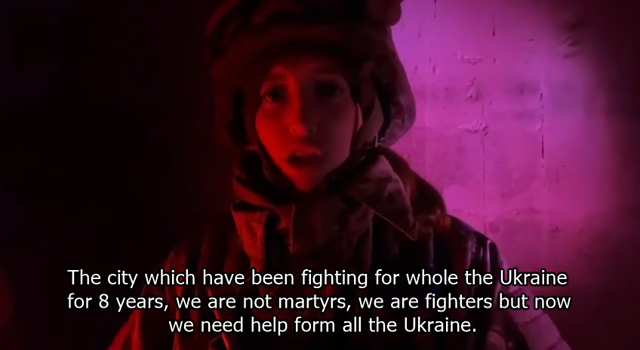 The city which have been fighting for whole the Ukraine
for 8 years, we are not martyrs, we are fighters but now
we need help form all the Ukraine.